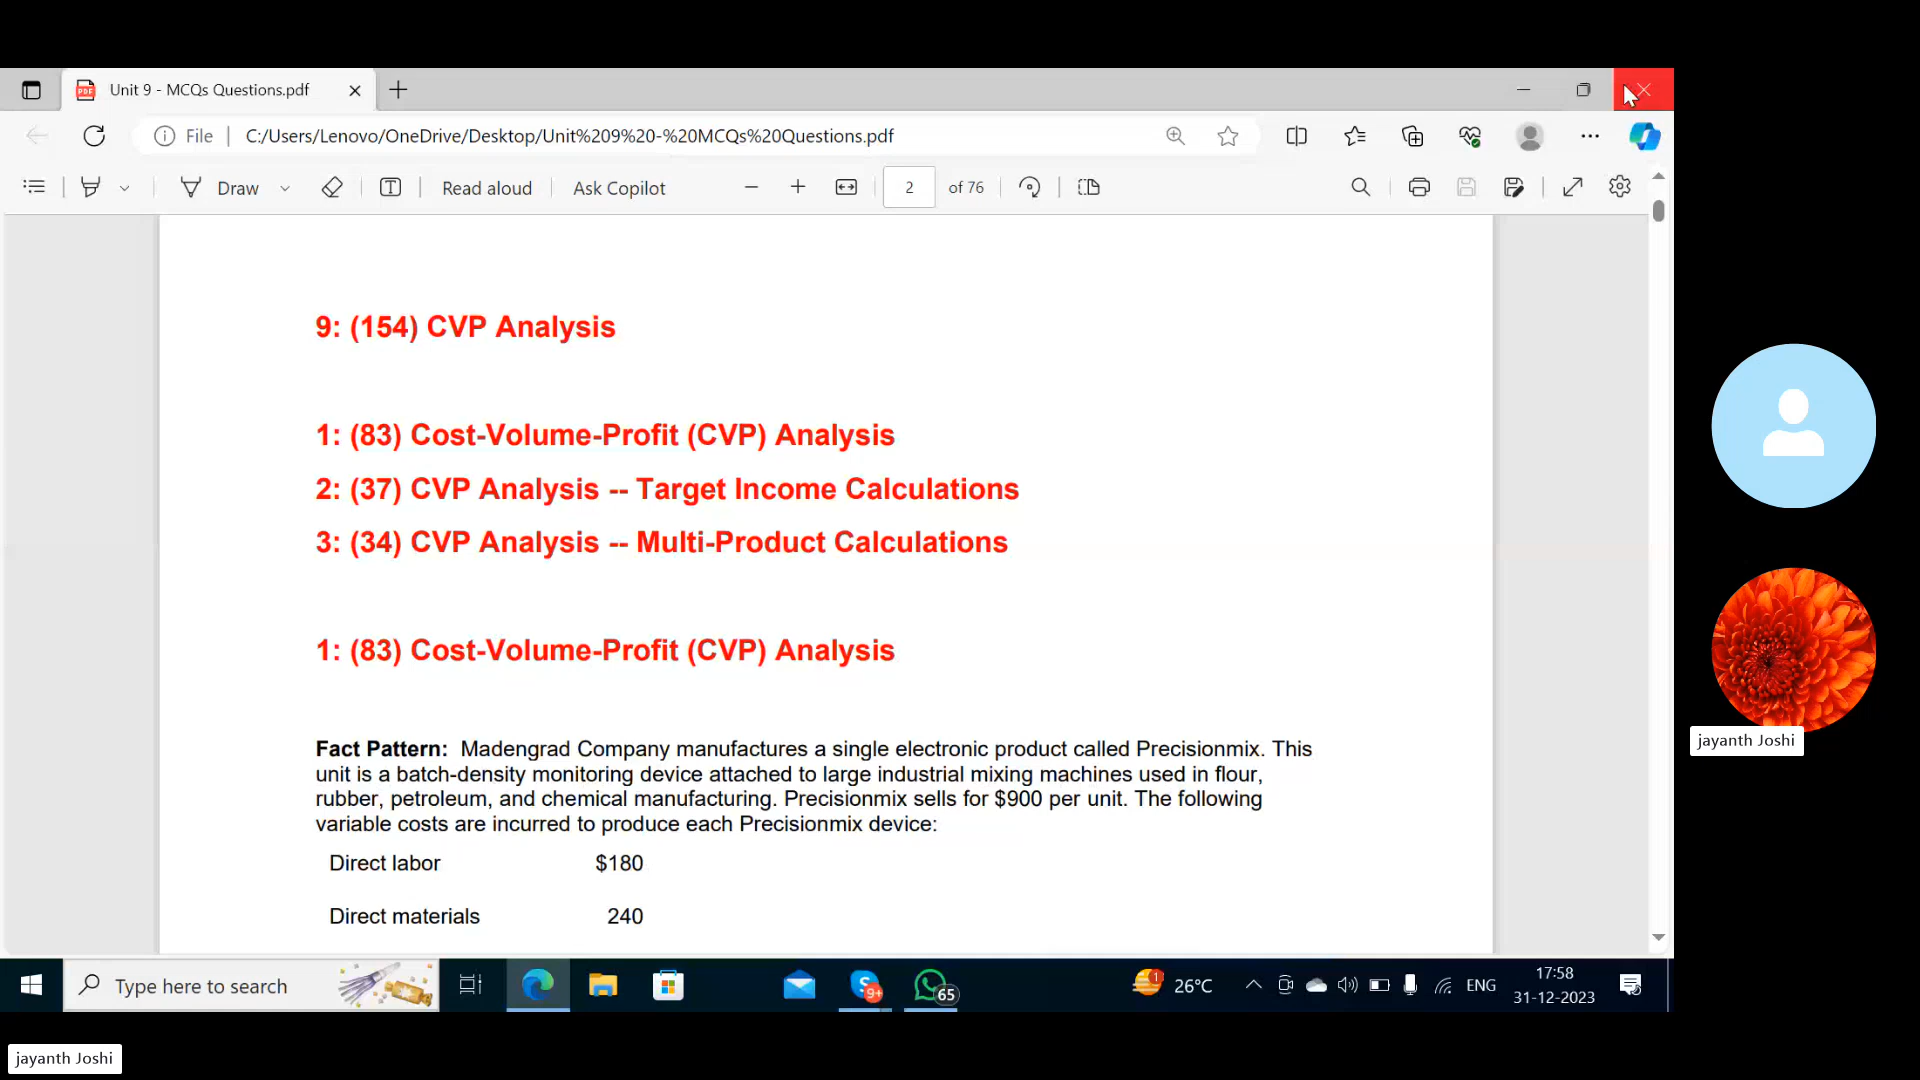 Unit 9 - MCQs Questions.pdf
File
C:/Users/Lenovo/OneDrive/Desktop/Unit%209%20-%20MCQs%20Questions.pdf
Draw
Read aloud
Ask Copilot
2 of 76
9: (154) CVP Analysis
1: (83) Cost-Volume-Profit (CVP) Analysis
2: (37) CVP Analysis -- Target Income Calculations
3: (34) CVP Analysis -- Multi-Product Calculations
1: (83) Cost-Volume-Profit (CVP) Analysis
Fact Pattern: Madengrad Company manufactures a single electronic product called Precisionmix. This
unit is a batch-density monitoring device attached to large industrial mixing machines used in flour,
rubber, petroleum, and chemical manufacturing. Precisionmix sells for $900 per unit. The following
variable costs are incurred to produce each Precisionmix device:
Direct labor $180
Direct materials 240
jayanth Joshi
Type here to search
9+
65
1
26°C
ENG
17:58
31-12-2023
jayanth Joshi